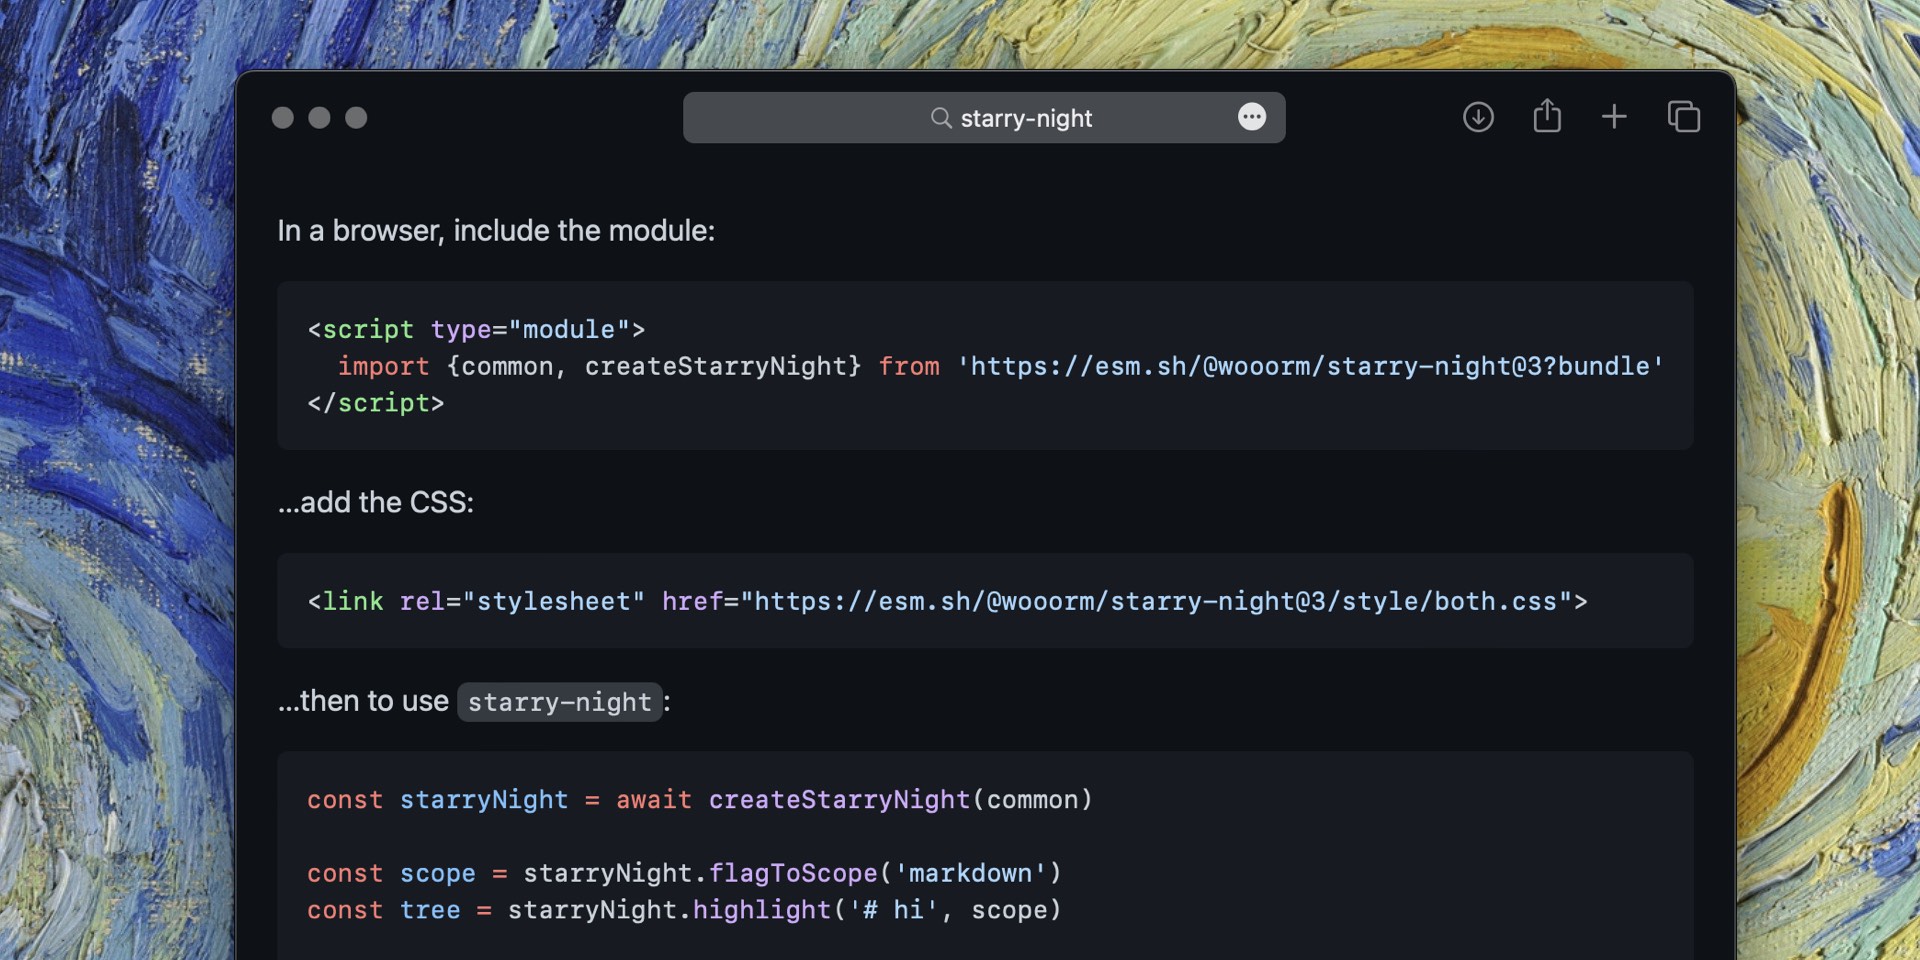 starry-night
In a browser, include the module:
<script type="module">
  import {common, createStarryNight} from 'https://esm.sh/@wooorm/starry-night@3?bundle'
</script>
...add the CSS:
<link rel="stylesheet" href="https://esm.sh/@wooorm/starry-night@3/style/both.css">
...then to use starry-night:
const starryNight = await createStarryNight(common)
const scope = starryNight.flagToScope('markdown')
const tree = starryNight.highlight('# hi', scope)